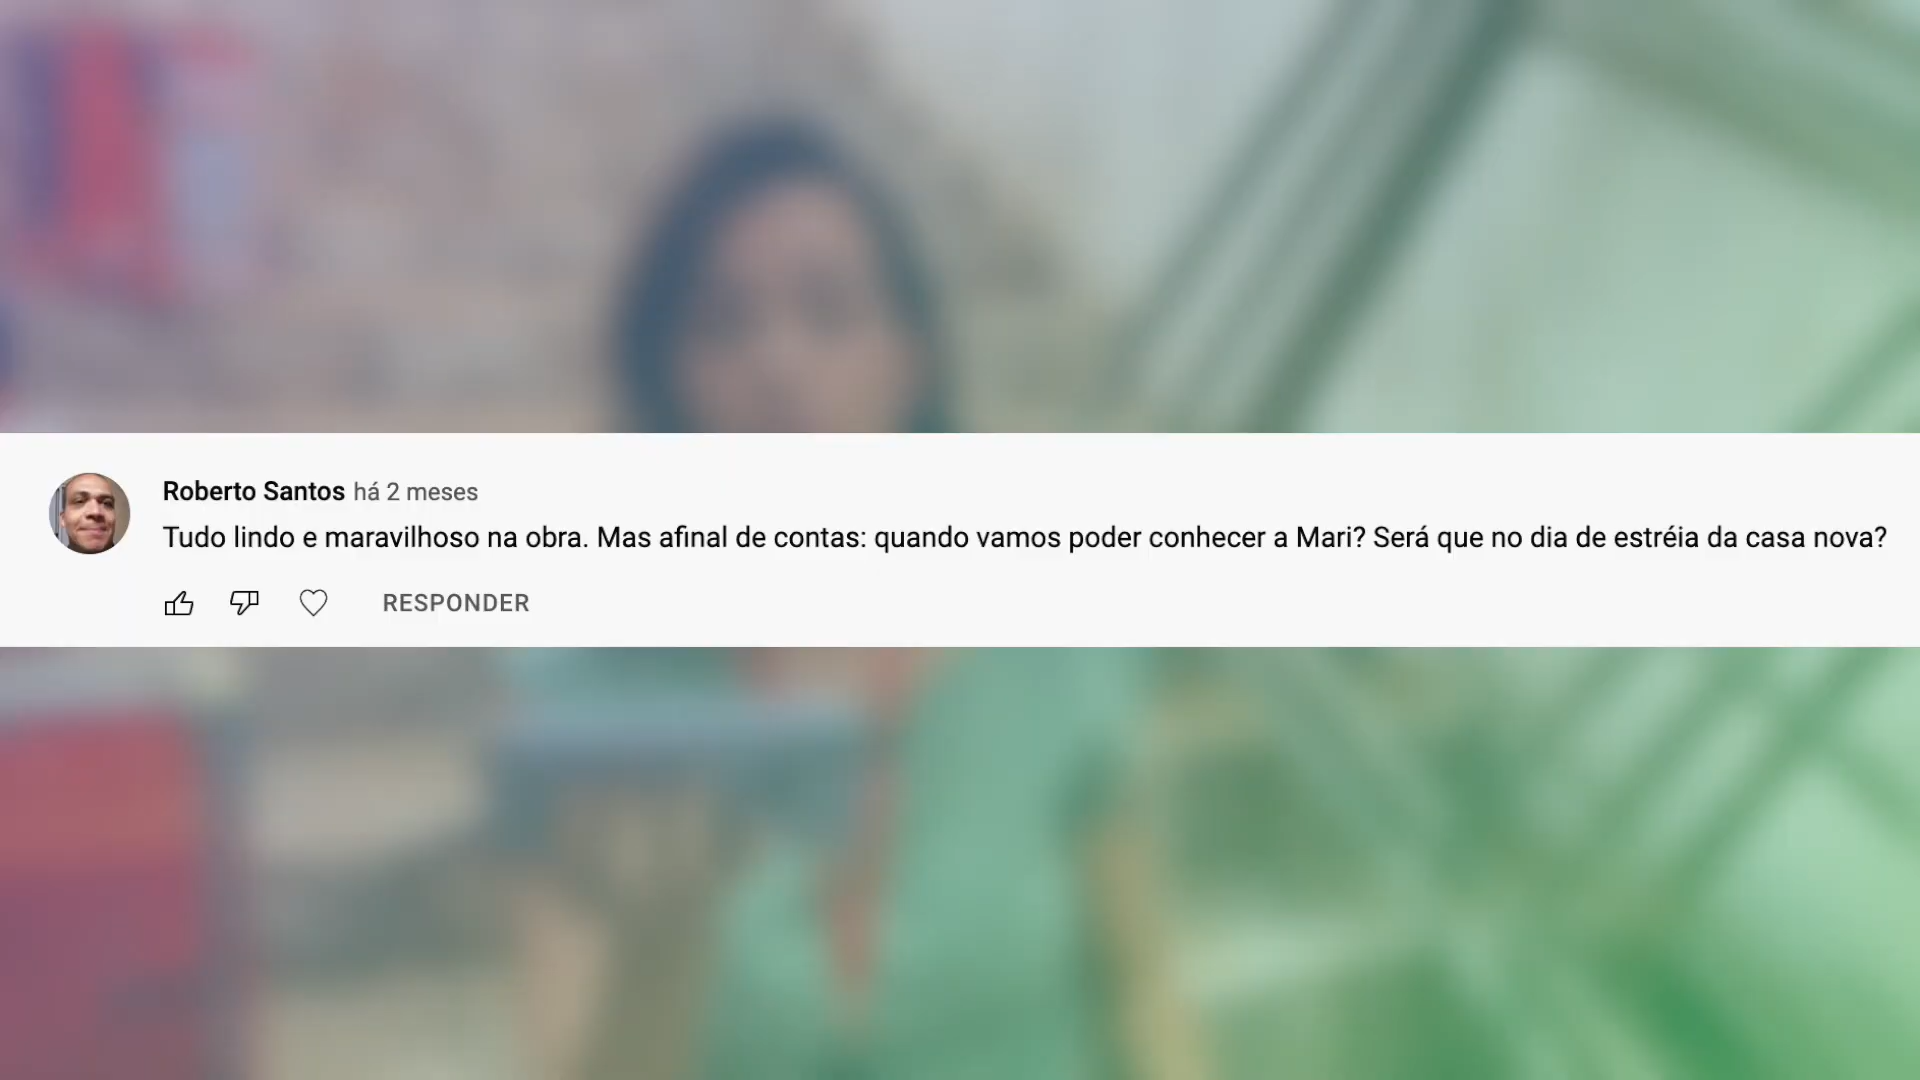 Roberto Santos há 2 meses
Tudo lindo e maravilhoso na obra. Mas afinal de contas: quando vamos poder conhecer a Mari? Será que no dia de estréia da casa nova?
RESPONDER